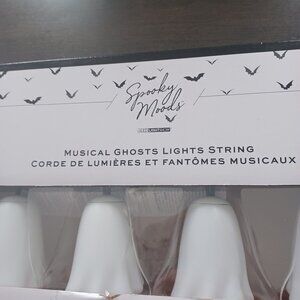 Spooky
Moods
MUSICAL GHOSTS LIGHTS STRING
CORDE DE LUMIÈRES ET FANTÔMES MUSICAUX